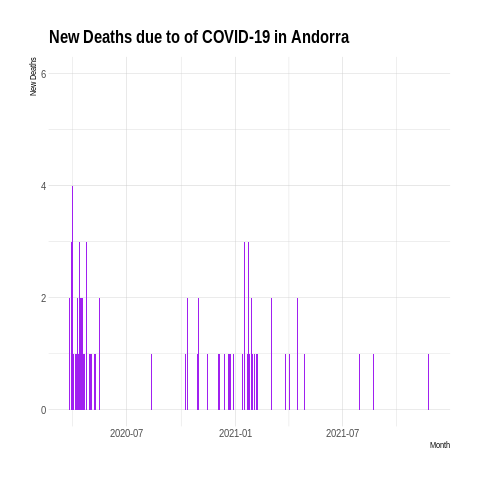 New Deaths due to of COVID-19 in Andorra
New Deaths
6
4
2
0
2020-07 2021-01 2021-07
Month